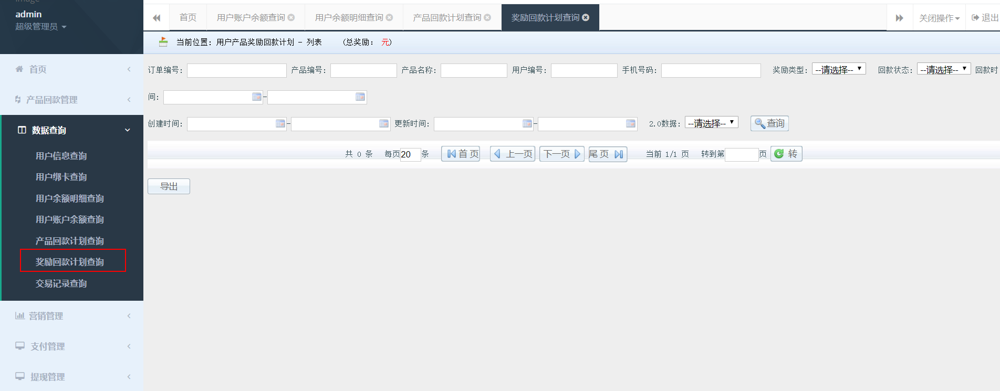 image
admin
超级管理员
首页
产品回款管理
数据查询
用户信息查询
用户绑卡查询
用户余额明细查询
用户账户余额查询
产品回款计划查询
奖励回款计划查询
交易记录查询
营销管理
支付管理
提现管理
首页 用户账户余额查询 用户余额明细查询 产品回款计划查询 奖励回款计划查询 关闭操作 退出
当前位置：用户产品奖励回款计划 - 列表 （总奖励： 元）
订单编号： 产品编号： 产品名称： 用户编号： 手机号码： 奖励类型： --请选择-- 回款状态： --请选择-- 回款时
间： -
创建时间： - 更新时间： - 2.0数据： --请选择-- 查询
共 0 条 每页20条 首 页 上一页 下一页 尾 页 当前 1/1 页 转到第 页 转
导出